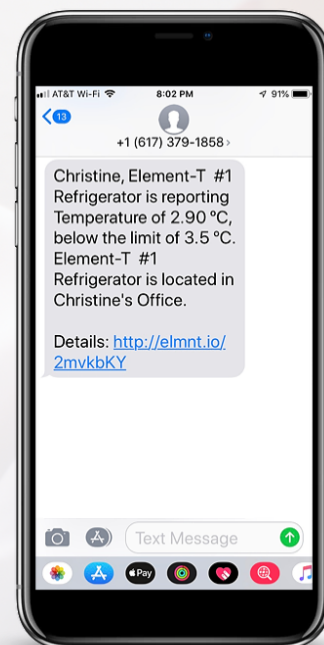 AT&T Wi-Fi 8:02 PM 91%
13
+1 (617) 379-1858 >
Christine, Element-T #1
Refrigerator is reporting
Temperature of 2.90 °C,
below the limit of 3.5 °C.
Element-T #1
Refrigerator is located in
Christine's Office.
Details: http://elmnt.io/
2mvkbKY
Text Message
Pay